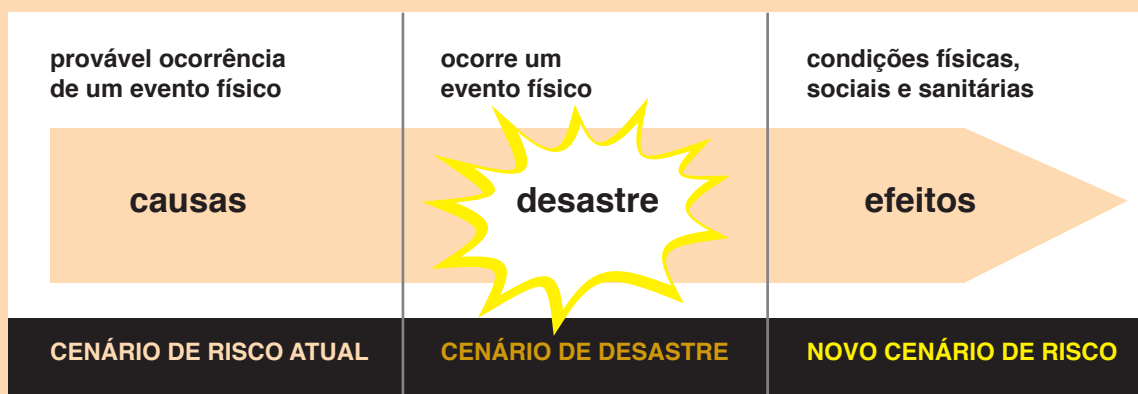 provável ocorrência
de um evento físico
ocorre um
evento físico
condições físicas,
sociais e sanitárias
causas
desastre
efeitos
CENÁRIO DE RISCO ATUAL
CENÁRIO DE DESASTRE
NOVO CENÁRIO DE RISCO